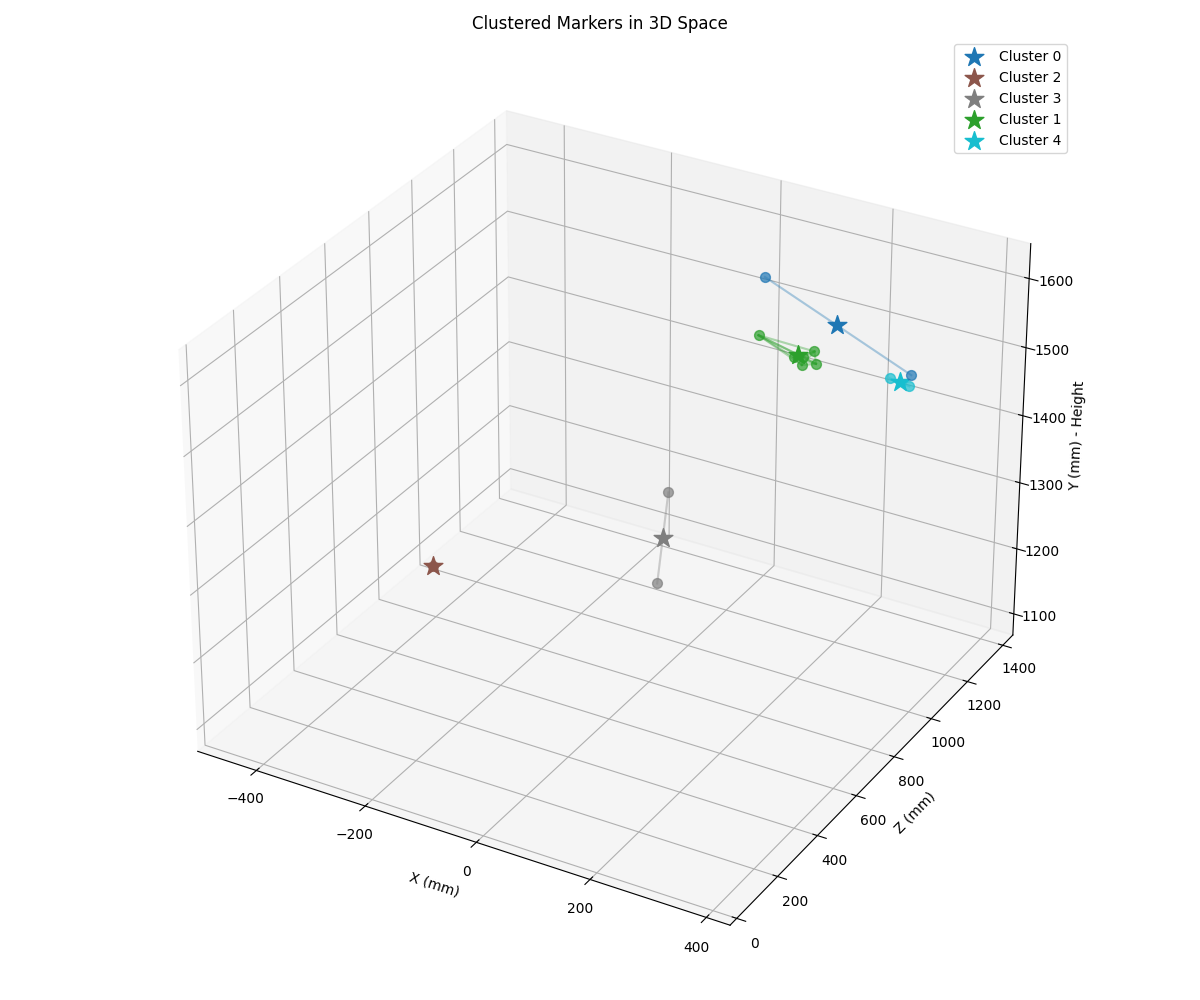 Clustered Markers in 3D Space
Cluster 0
Cluster 2
Cluster 3
Cluster 1
Cluster 4
1600
1500
1400
1300
1200
1100
Y (mm) - Height
1400
1200
1000
800
600
400
200
0
Z (mm)
−400
−200
0
200
400
X (mm)